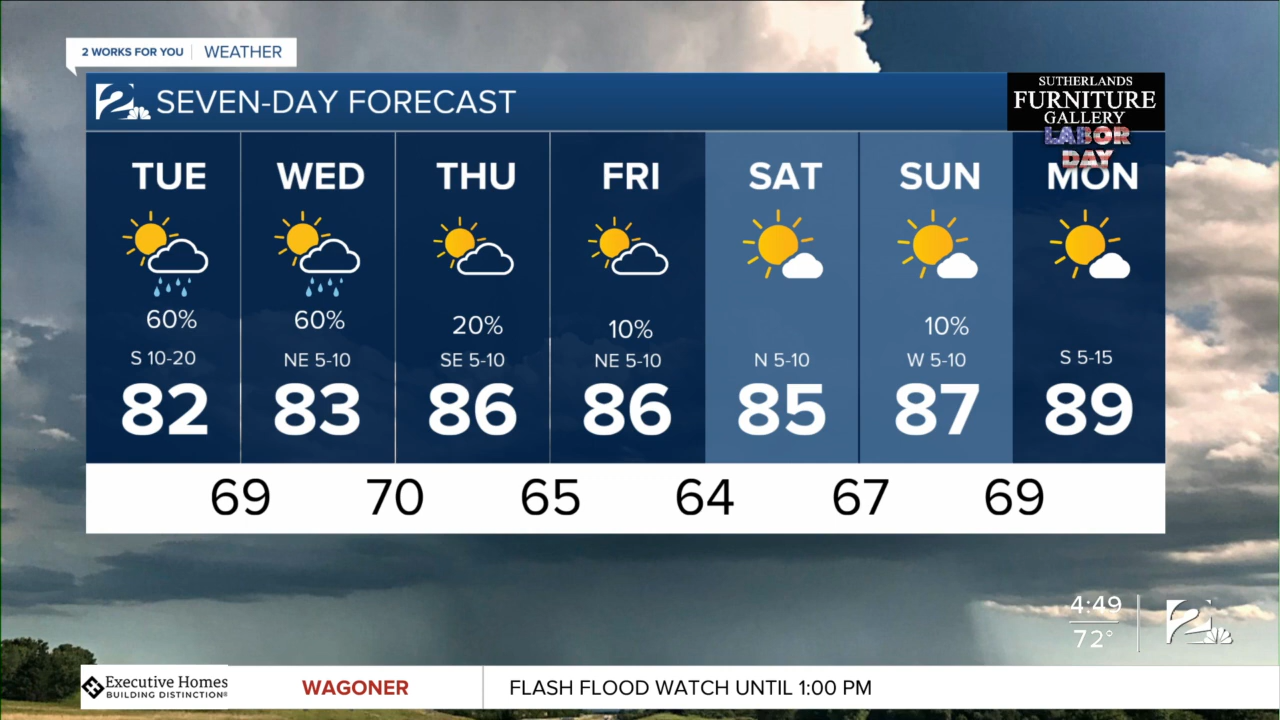 2 WORKS FOR YOU | WEATHER
2 SEVEN-DAY FORECAST
SUTHERLANDS
FURNITURE
GALLERY
LABOR
DAY
TUE WED THU FRI SAT SUN MON
60% 60% 20% 10% 10%
S 10-20 NE 5-10 SE 5-10 NE 5-10 N 5-10 W 5-10 S 5-15
82 83 86 86 85 87 89
69 70 65 64 67 69
4:49
72°
2
Executive Homes
BUILDING DISTINCTION®
WAGONER
FLASH FLOOD WATCH UNTIL 1:00 PM